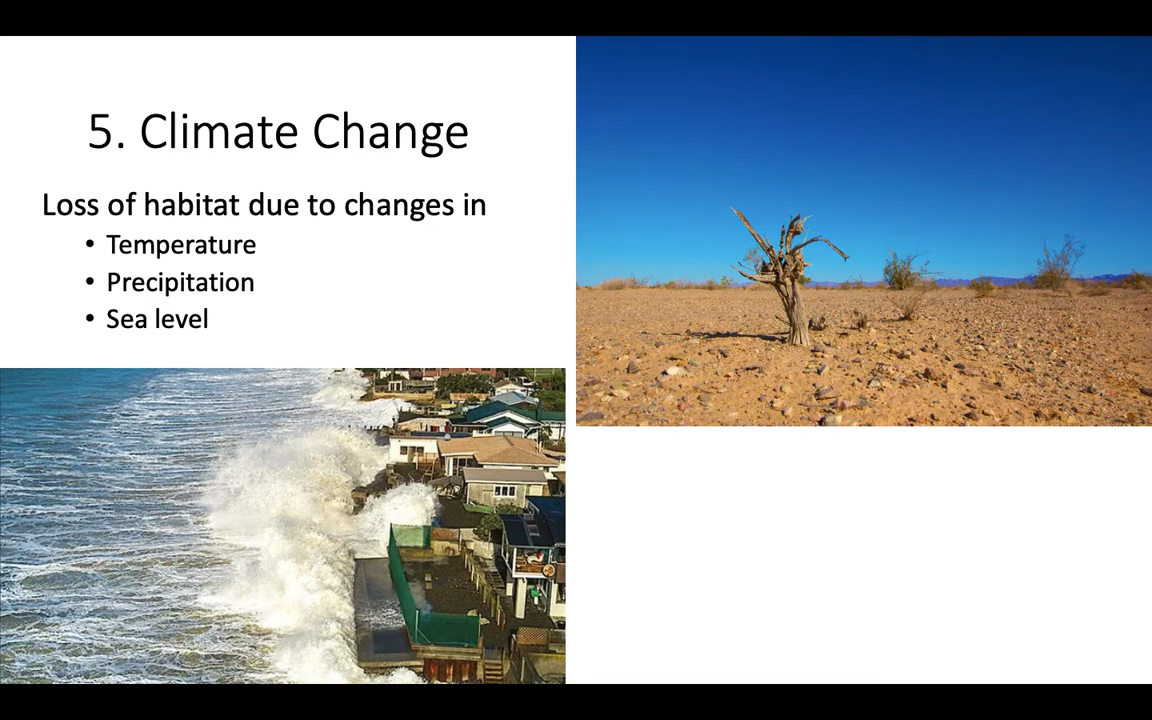 5. Climate Change
Loss of habitat due to changes in
• Temperature
• Precipitation
• Sea level